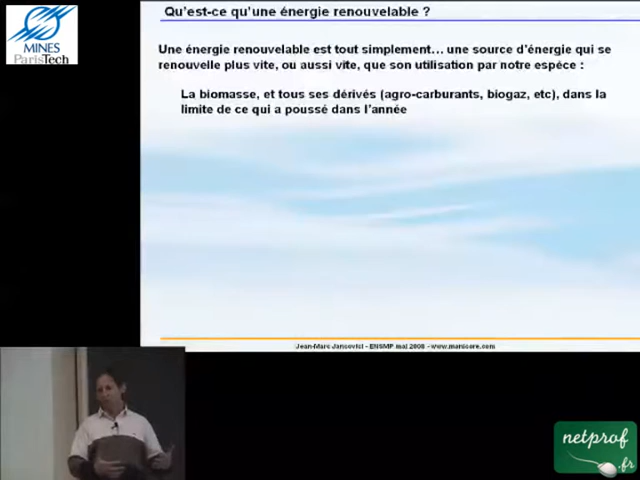 MINES
ParisTech
Qu'est-ce qu'une énergie renouvelable ?
Une énergie renouvelable est tout simplement... une source d'énergie qui se
renouvelle plus vite, ou aussi vite, que son utilisation par notre espèce :
La biomasse, et tous ses dérivés (agro-carburants, biogaz, etc), dans la
limite de ce qui a poussé dans l'année
Jean-Marc Jancovici - ENSMP mai 2008 - www.manicore.com
netprof
.fr